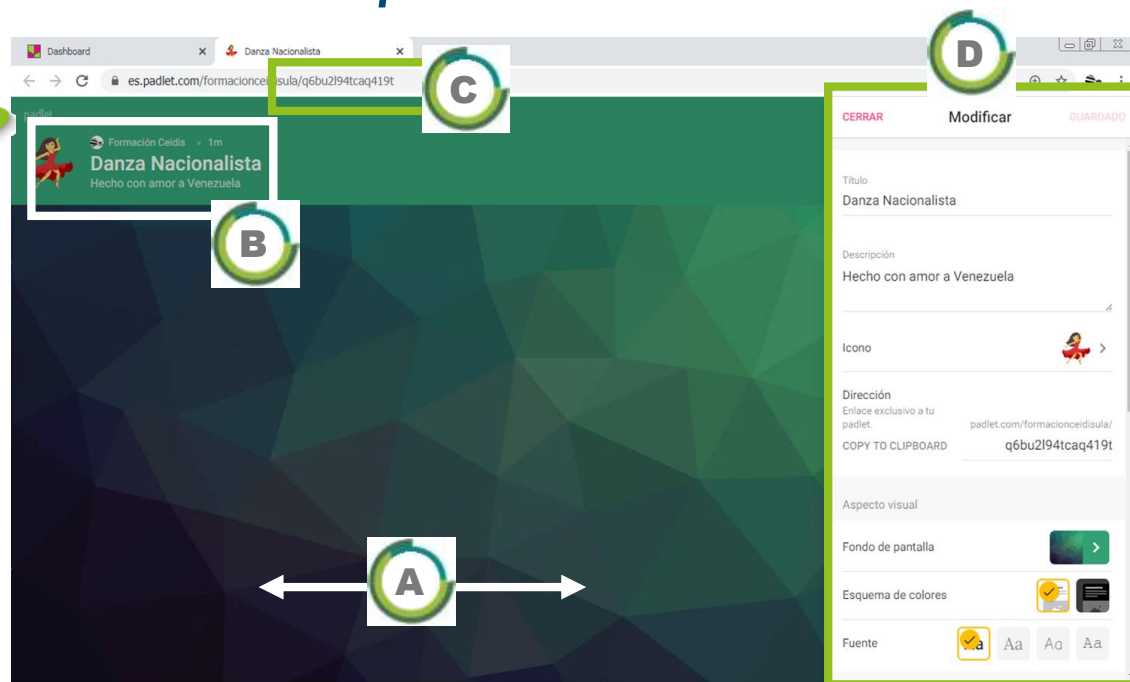 Dashboard
Danza Nacionalista
es.padlet.com/formacionceidisula/q6bu2l94tcaq419t
C
D
padlet
Formación Ceidis • 1m
Danza Nacionalista
Hecho con amor a Venezuela
B
A
CERRAR
Modificar
GUARDADO
Título
Danza Nacionalista
Descripción
Hecho con amor a Venezuela
Icono
Dirección
Enlace exclusivo a tu
padlet.
padlet.com/formacionceidisula/
COPY TO CLIPBOARD
q6bu2l94tcaq419t
Aspecto visual
Fondo de pantalla
Esquema de colores
Fuente
Aa Aa Aa